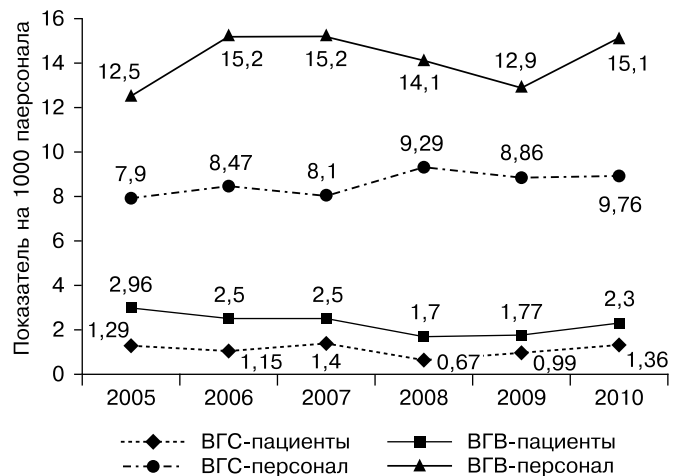 Показатель на 1000 паерсонала
16
14
12
10
8
6
4
2
0
12,5 15,2 15,2 14,1 12,9 15,1
7,9 8,47 8,1 9,29 8,86 9,76
2,96 2,5 2,5 1,7 1,77 2,3
1,29 1,15 1,4 0,67 0,99 1,36
2005 2006 2007 2008 2009 2010
ВГС-пациенты ВГВ-пациенты
ВГС-персонал ВГВ-персонал